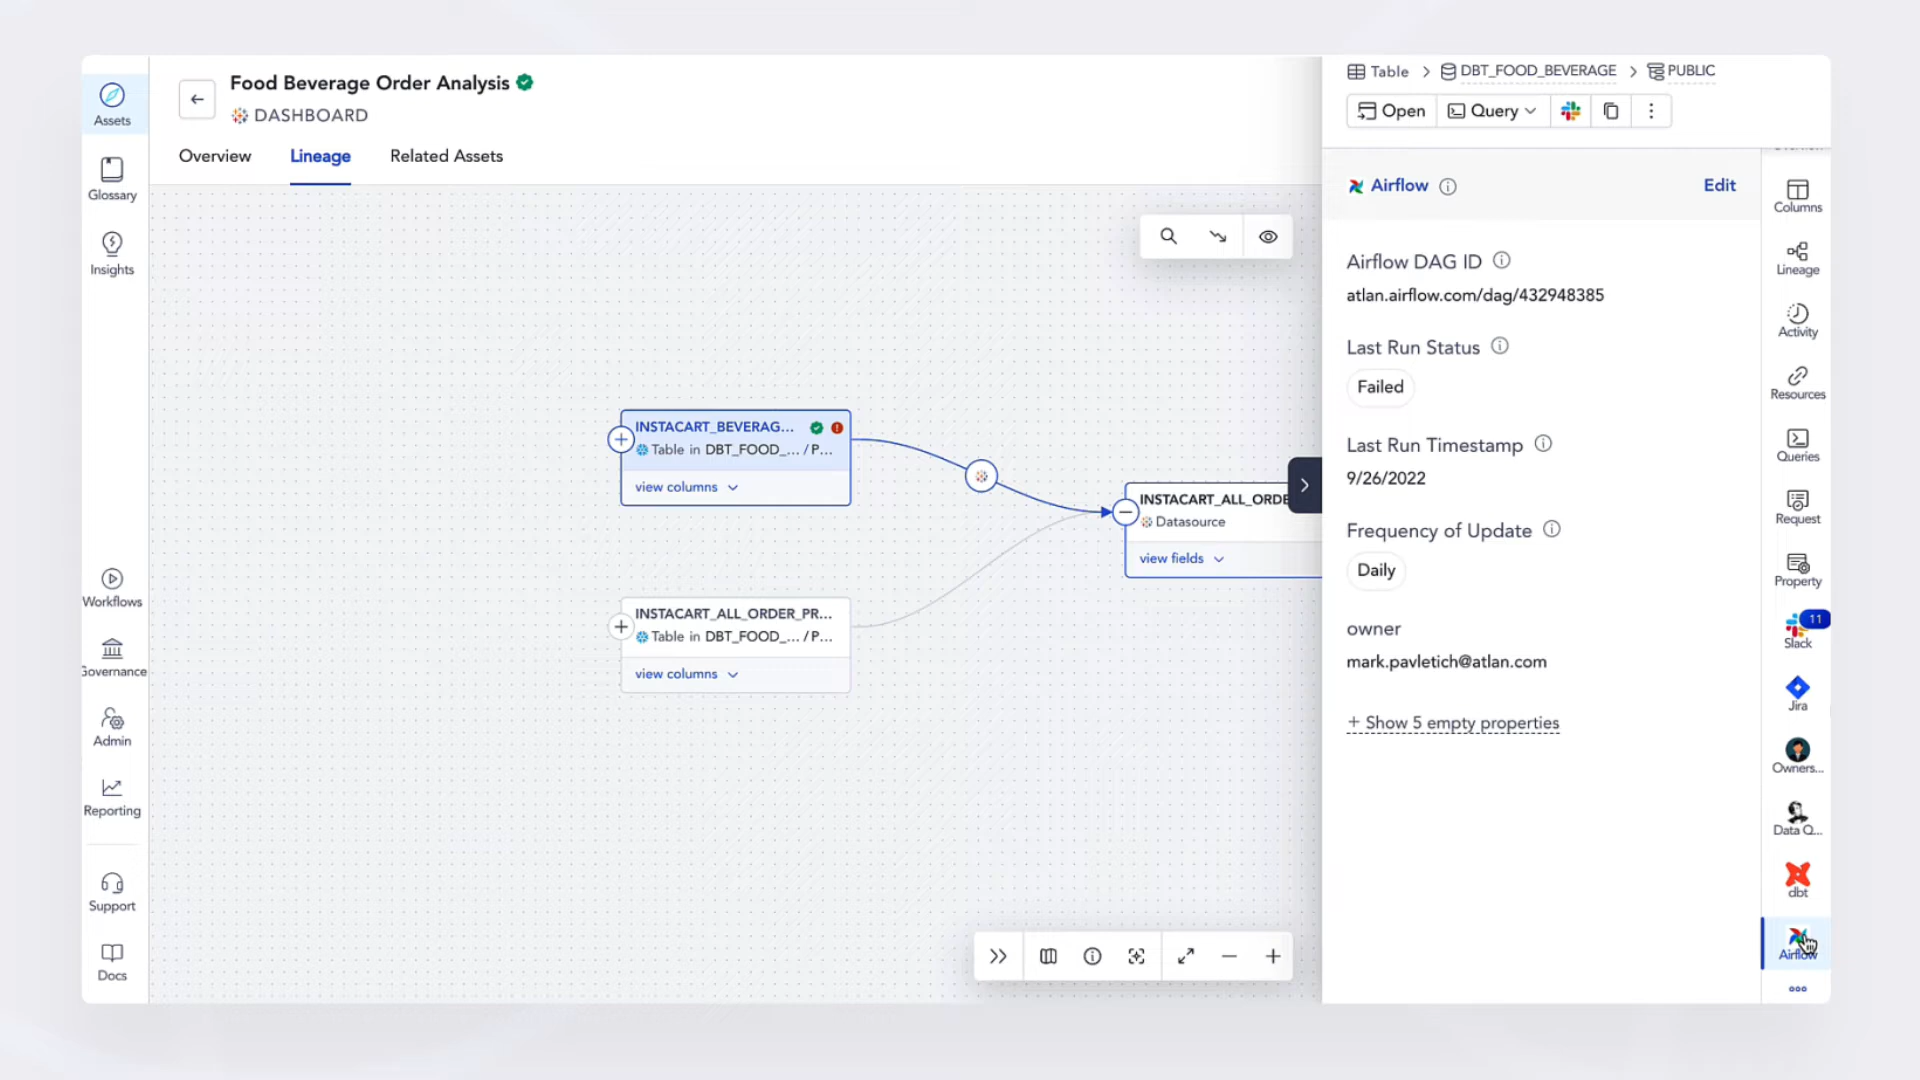 Assets
Glossary
Insights
Workflows
Governance
Admin
Reporting
Support
Docs
Food Beverage Order Analysis
DASHBOARD
Overview
Lineage
Related Assets
INSTACART_BEVERAG...
Table in DBT_FOOD_... / P...
view columns
INSTACART_ALL_ORDER_PR...
Table in DBT_FOOD_... / P...
view columns
INSTACART_ALL_ORDE
Datasource
view fields
Table > DBT_FOOD_BEVERAGE > PUBLIC
Open
Query
Airflow
Edit
Airflow DAG ID
atlan.airflow.com/dag/432948385
Last Run Status
Failed
Last Run Timestamp
9/26/2022
Frequency of Update
Daily
owner
mark.pavletich@atlan.com
+ Show 5 empty properties
Columns
Lineage
Activity
Resources
Queries
Request
Property
11
Slack
Jira
Owners...
Data Q...
dbt
Airflow